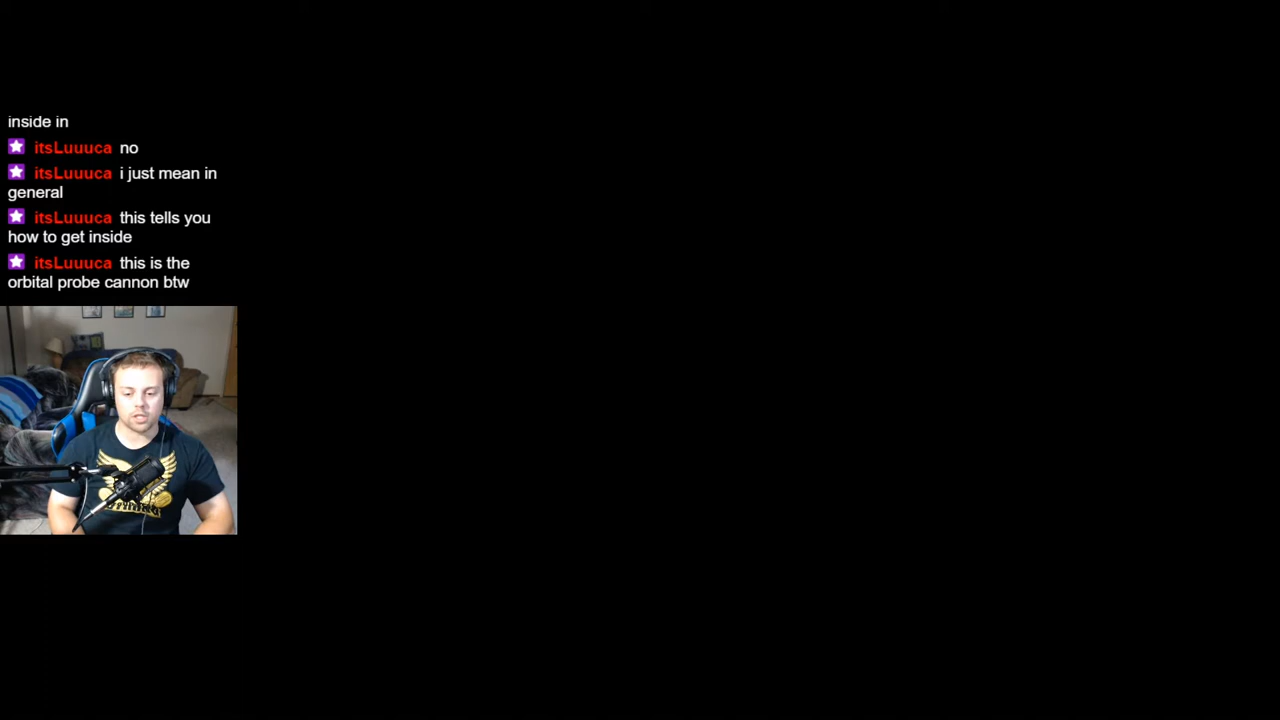 inside in
itsLuuuca no
itsLuuuca i just mean in
general
itsLuuuca this tells you
how to get inside
itsLuuuca this is the
orbital probe cannon btw